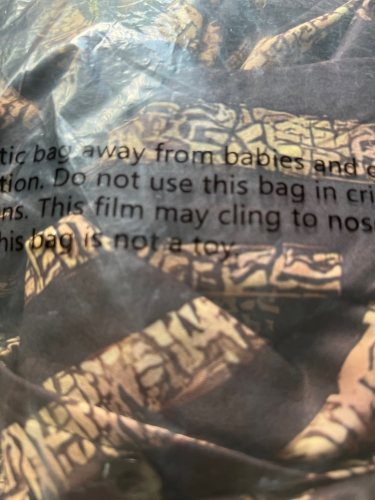 tic bag away from babies and c
tion. Do not use this bag in cri
ns. This film may cling to nos
his bag is not a toy.